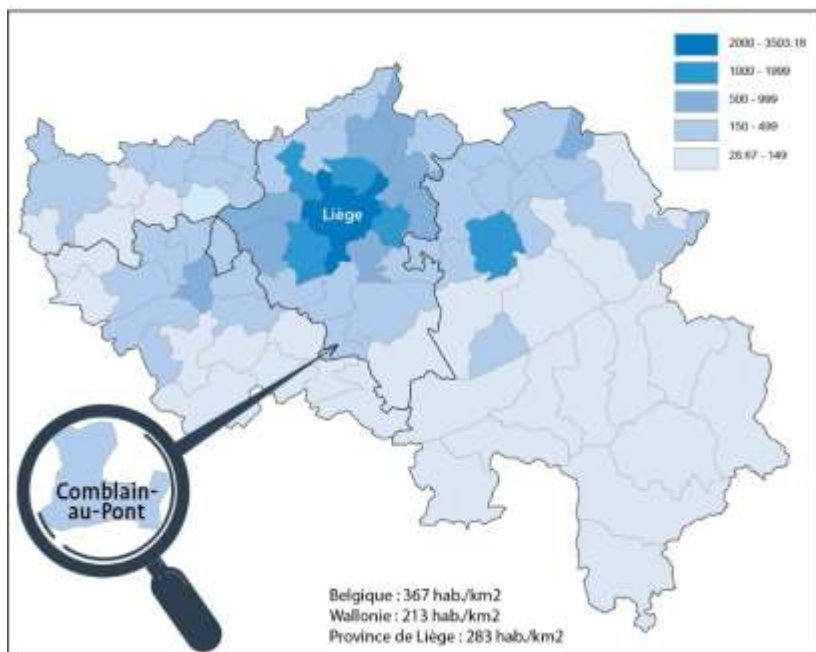 2000 - 3503.18
1000 - 1999
500 - 999
150 - 499
26.67 - 149
Liège
Comblain-
au-Pont
Belgique : 367 hab./km2
Wallonie : 213 hab./km2
Province de Liège : 283 hab./km2